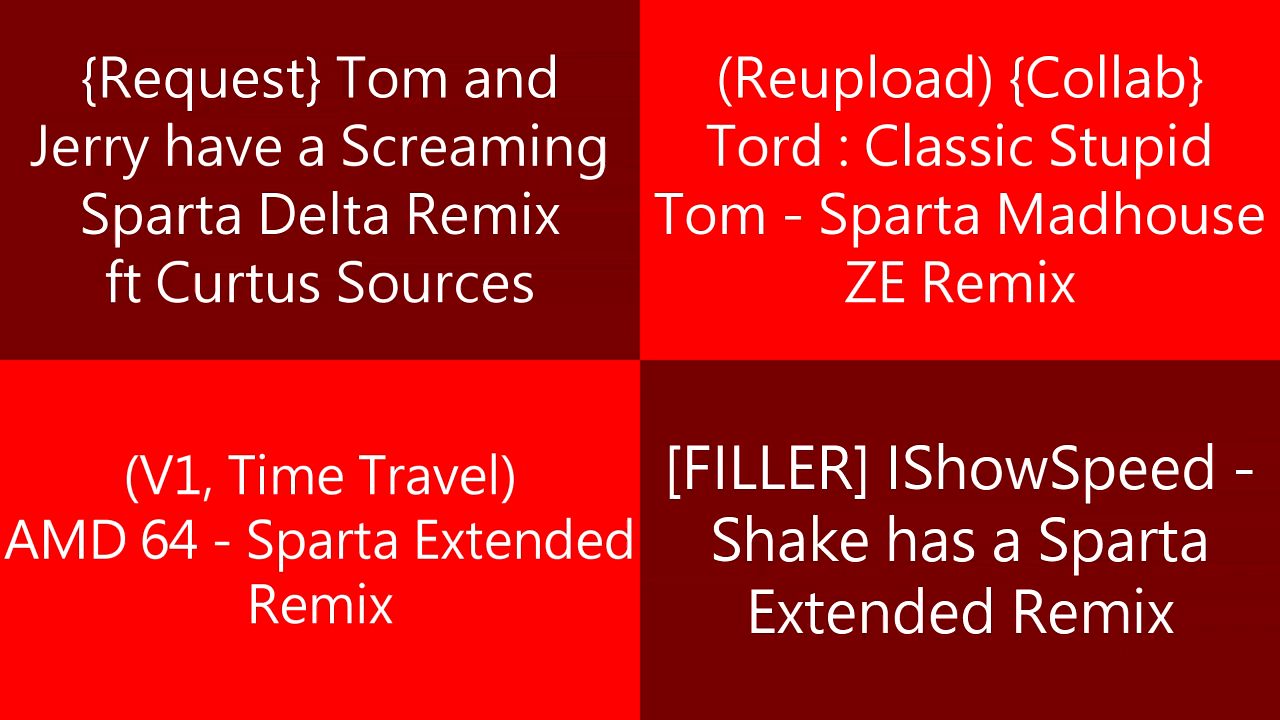 {Request} Tom and
Jerry have a Screaming
Sparta Delta Remix
ft Curtus Sources
(Reupload) {Collab}
Tord : Classic Stupid
Tom - Sparta Madhouse
ZE Remix
(V1, Time Travel)
AMD 64 - Sparta Extended
Remix
[FILLER] IShowSpeed -
Shake has a Sparta
Extended Remix